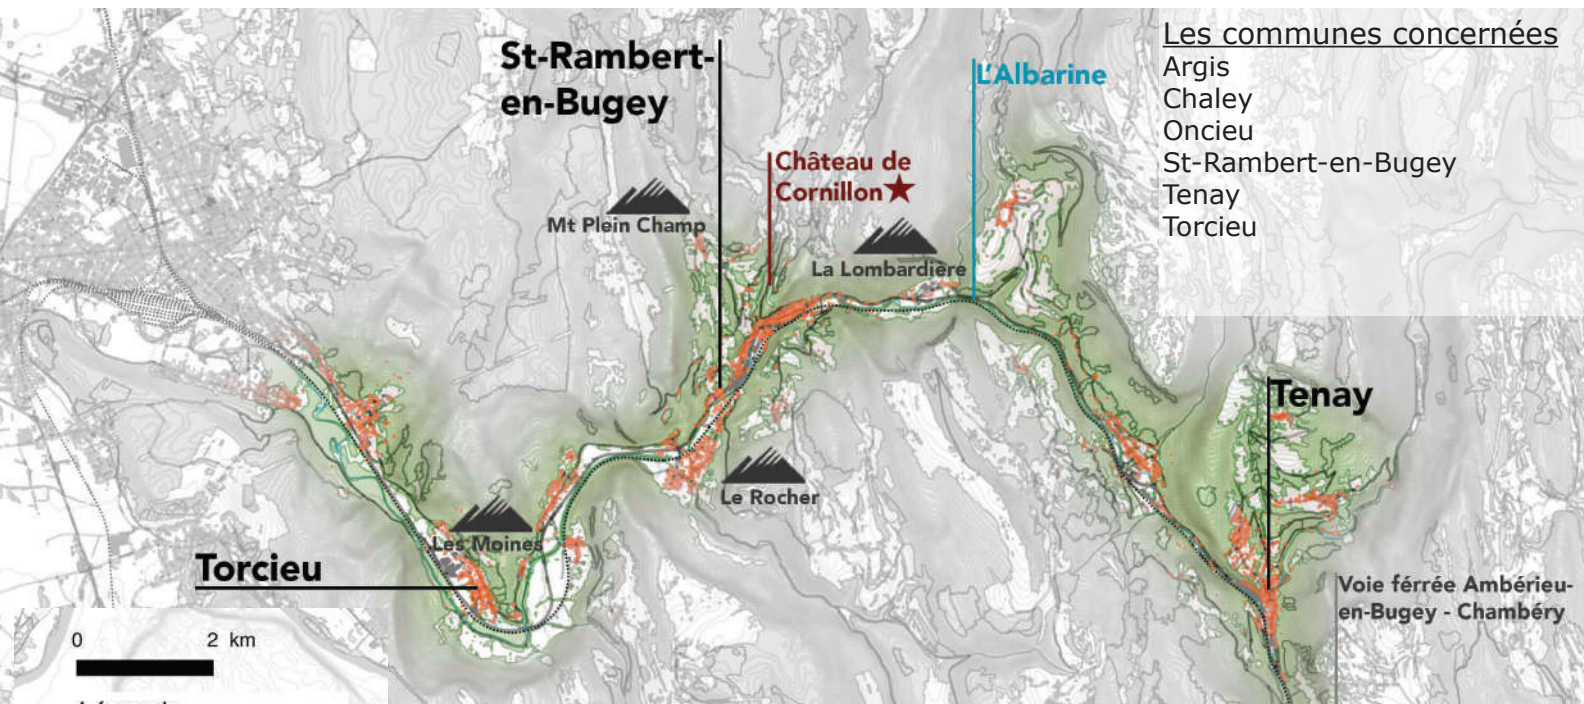 St-Rambert-
en-Bugey
L'Albarine
Les communes concernées
Argis
Chaley
Oncieu
St-Rambert-en-Bugey
Tenay
Torcieu
Château de
Cornillon
Mt Plein Champ
La Lombardière
Tenay
Le Rocher
Les Moines
Torcieu
Voie férrée Ambérieu-
en-Bugey - Chambéry
0 2 km